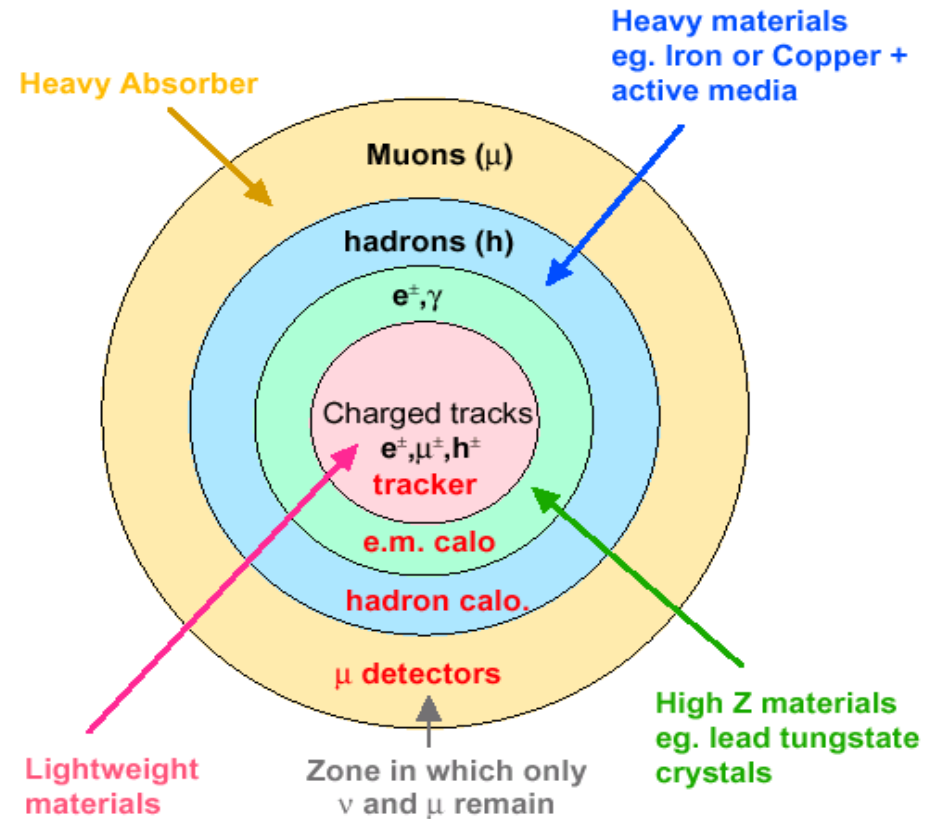 Heavy materials
eg. Iron or Copper +
active media
Heavy Absorber
Muons (μ)
hadrons (h)
e±,γ
Charged tracks
e±,μ±,h±
tracker
e.m. calo
hadron calo.
μ detectors
High Z materials
eg. lead tungstate
crystals
Lightweight
materials
Zone in which only
ν and μ remain